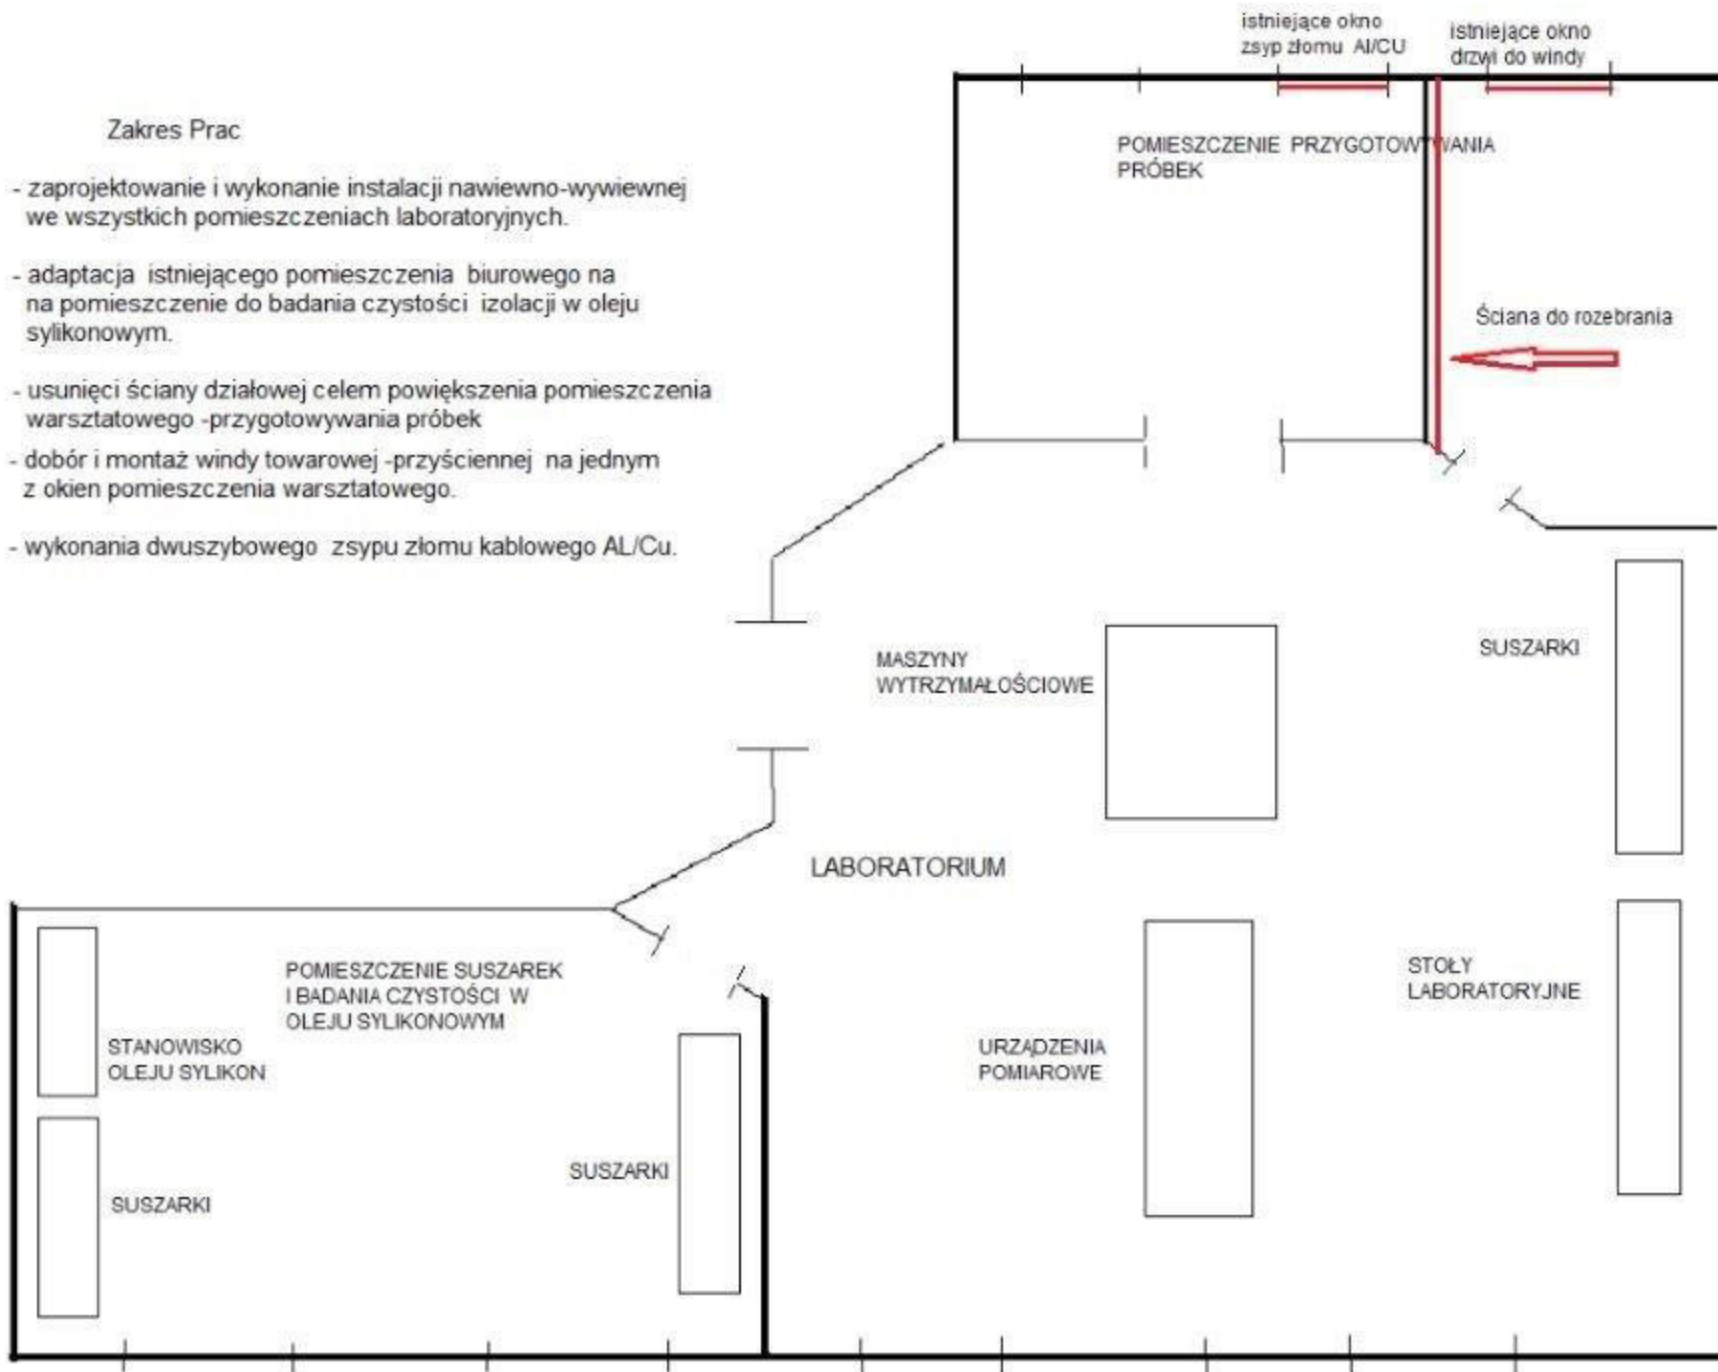 istniejące okno
zsyp złomu Al/CU
istniejące okno
drzwi do windy
Zakres Prac
- zaprojektowanie i wykonanie instalacji nawiewno-wywiewnej
we wszystkich pomieszczeniach laboratoryjnych.
- adaptacja istniejącego pomieszczenia biurowego na
na pomieszczenie do badania czystości izolacji w oleju
sylikonowym.
- usunięci ściany działowej celem powiększenia pomieszczenia
warsztatowego -przygotowywania próbek
- dobór i montaż windy towarowej -przyściennej na jednym
z okien pomieszczenia warsztatowego.
- wykonania dwuszybowego zsypu złomu kablowego AL/Cu.
POMIESZCZENIE PRZYGOTOWYWANIA
PRÓBEK
Ściana do rozebrania
MASZYNY
WYTRZYMAŁOŚCIOWE
SUSZARKI
LABORATORIUM
POMIESZCZENIE SUSZAREK
I BADANIA CZYSTOŚCI W
OLEJU SYLIKONOWYM
STANOWISKO
OLEJU SYLIKON
SUSZARKI
SUSZARKI
URZĄDZENIA
POMIAROWE
STOŁY
LABORATORYJNE